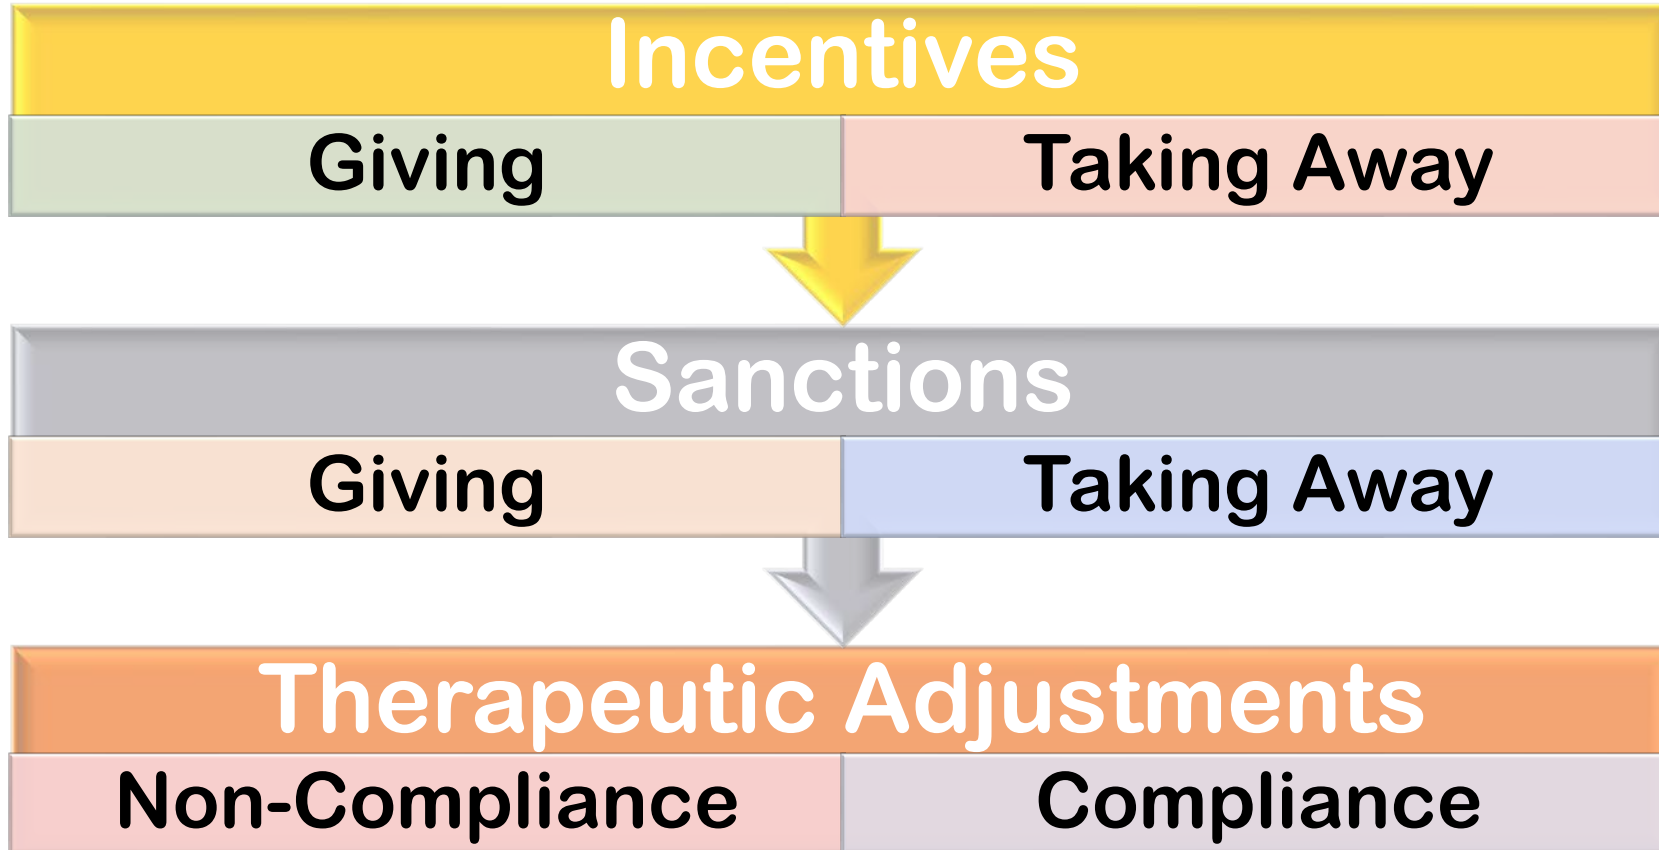 Incentives
Giving
Taking Away
Sanctions
Giving
Taking Away
Therapeutic Adjustments
Non-Compliance
Compliance